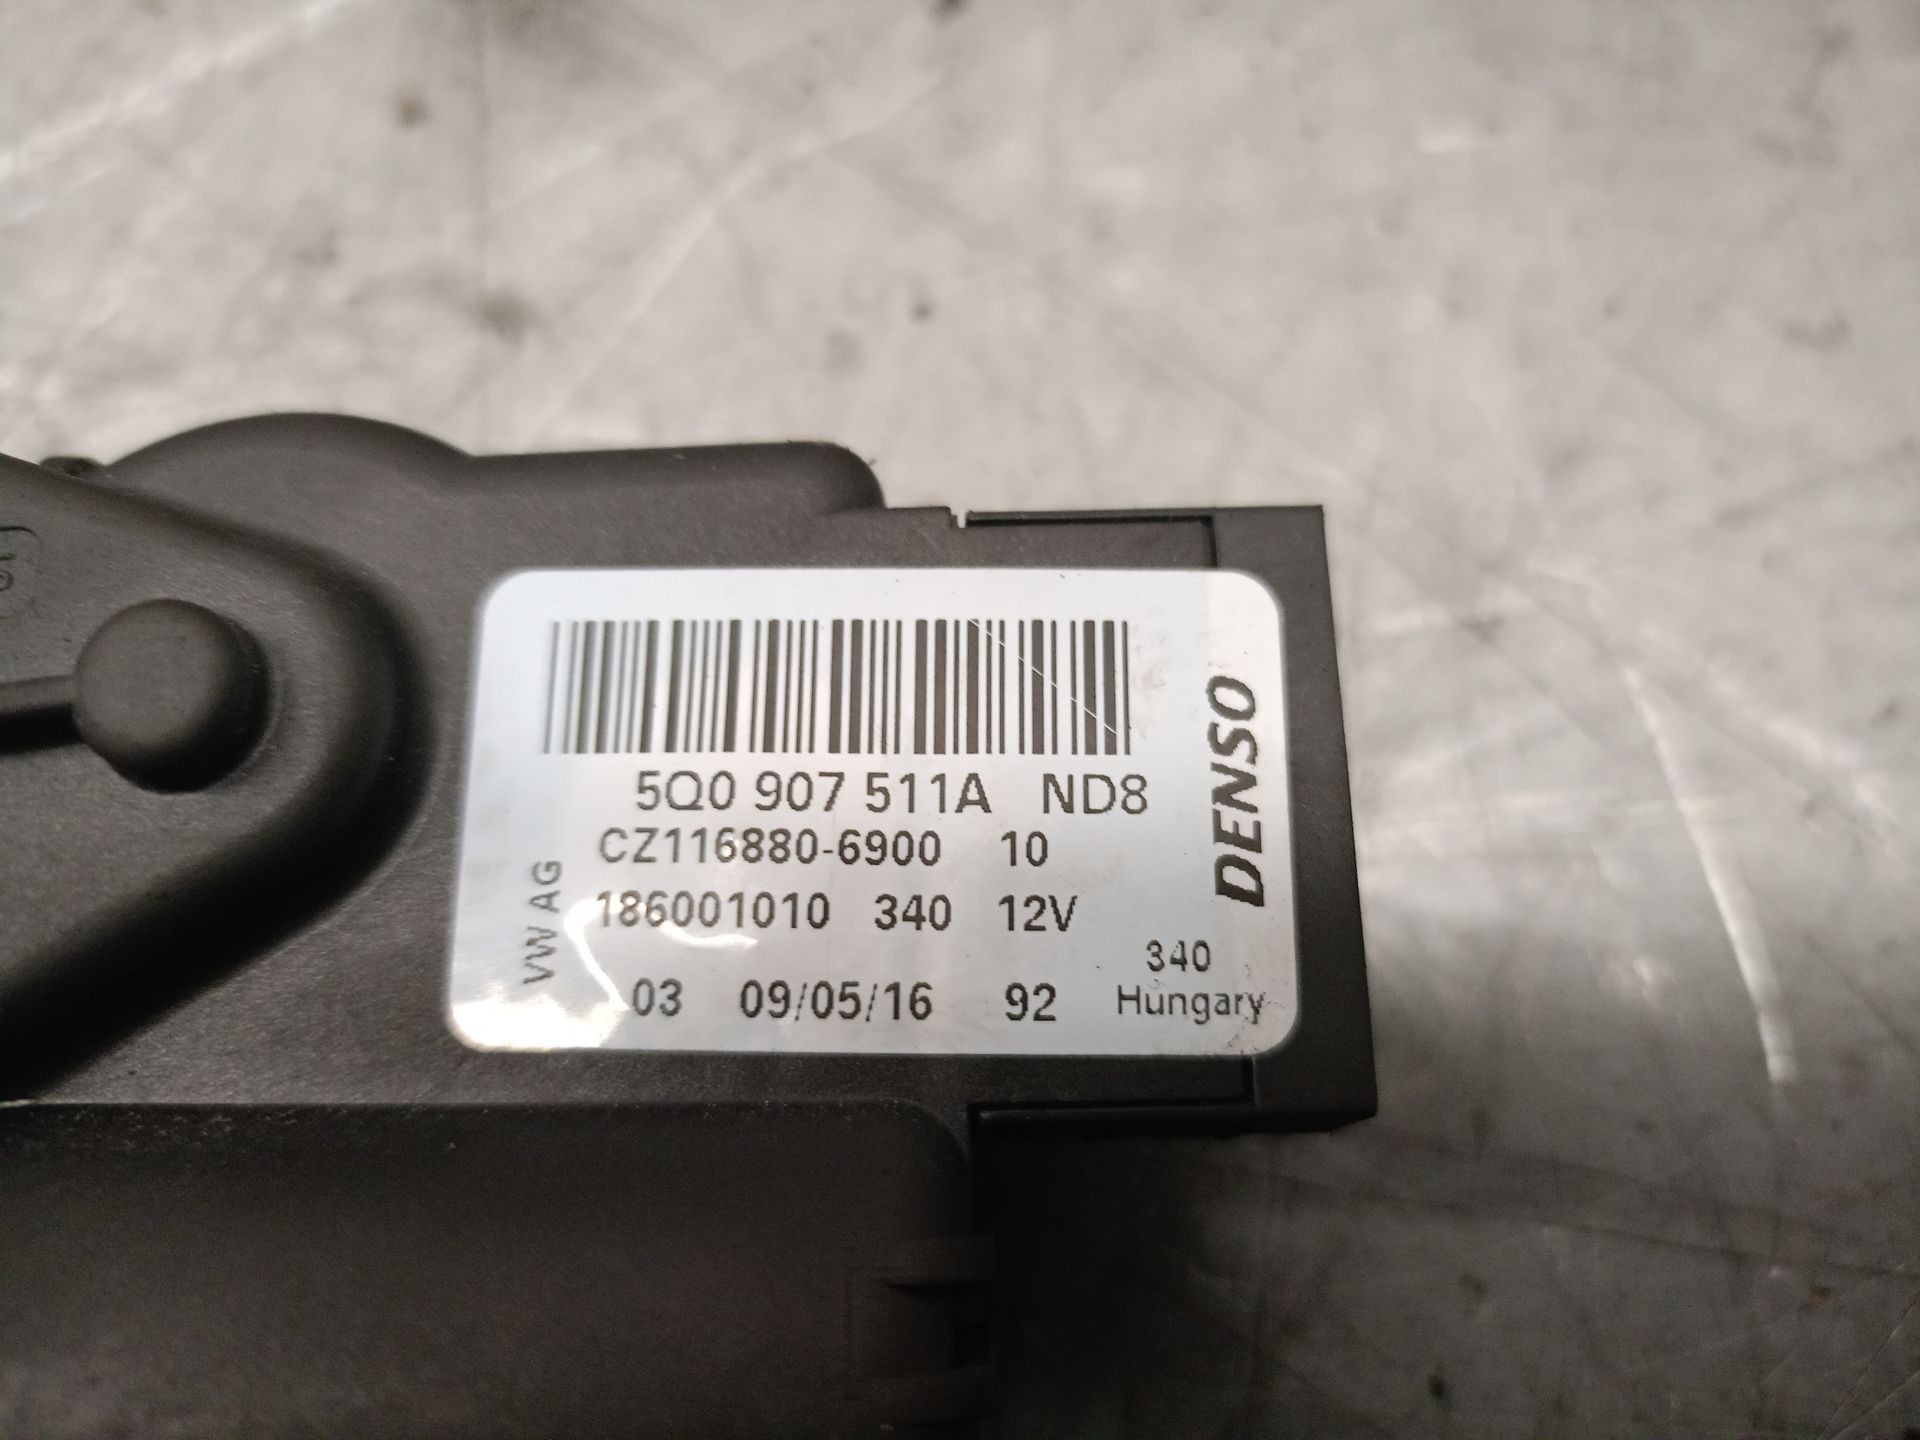 5Q0 907 511A ND8
CZ116880-6900 10
186001010 340 12V
03 09/05/16 92
340
Hungary
VW AG
DENSO